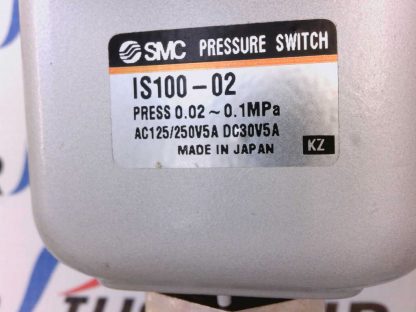 SMC PRESSURE SWITCH
IS100-02
PRESS 0.02~0.1MPa
AC125/250V5A DC30V5A
MADE IN JAPAN KZ